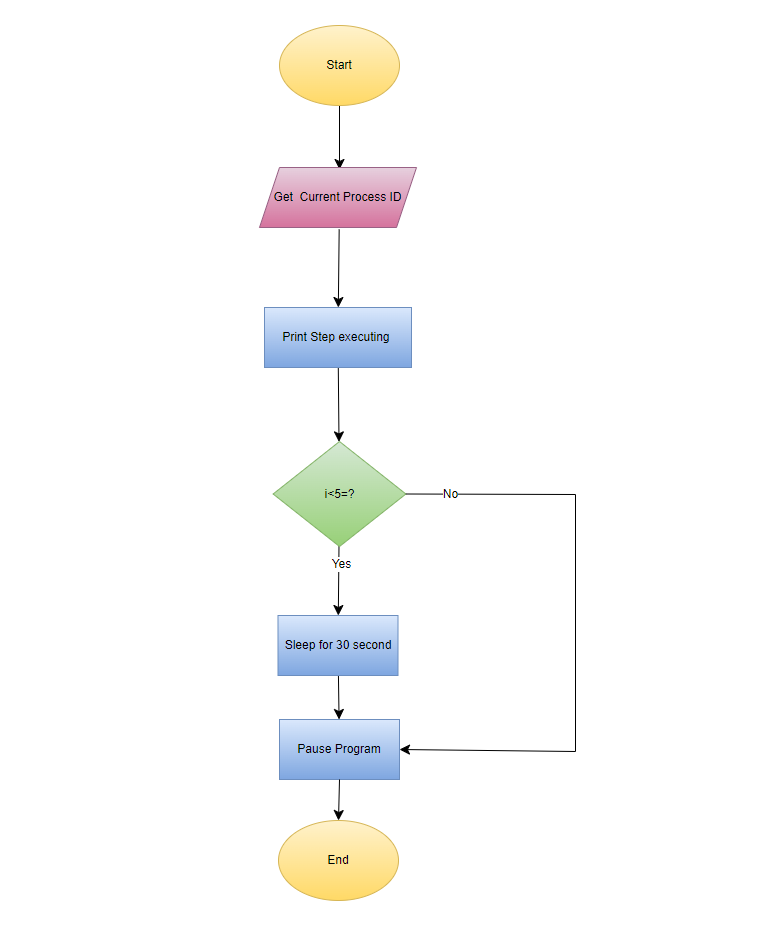 Start
Get  Current Process ID
Print Step executing
i<5=?
No
Yes
Sleep for 30 second
Pause Program
End